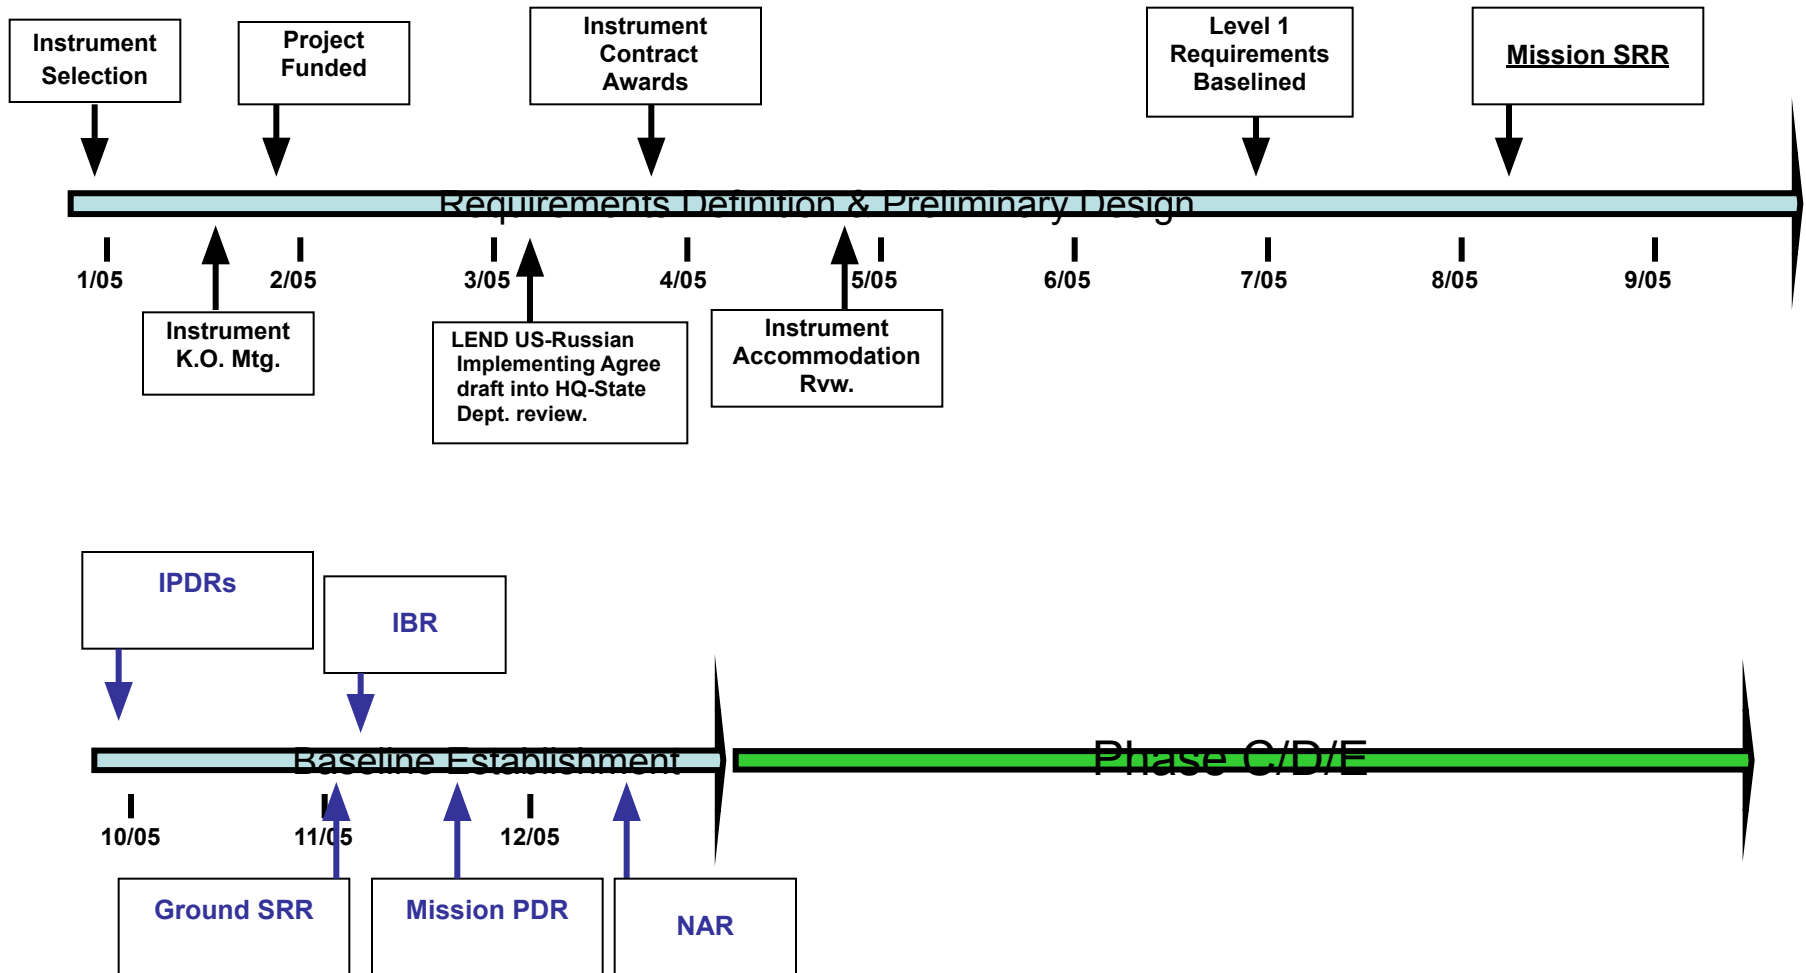 Instrument
Selection
Project
Funded
Instrument
Contract
Awards
Level 1
Requirements
Baselined
Mission SRR
Requirements Definition & Preliminary Design
1/05
2/05
3/05
4/05
5/05
6/05
7/05
8/05
9/05
Instrument
K.O. Mtg.
LEND US-Russian
Implementing Agree
draft into HQ-State
Dept. review.
Instrument
Accommodation
Rvw.
IPDRs
IBR
Baseline Establishment
Phase C/D/E
10/05
11/05
12/05
Ground SRR
Mission PDR
NAR